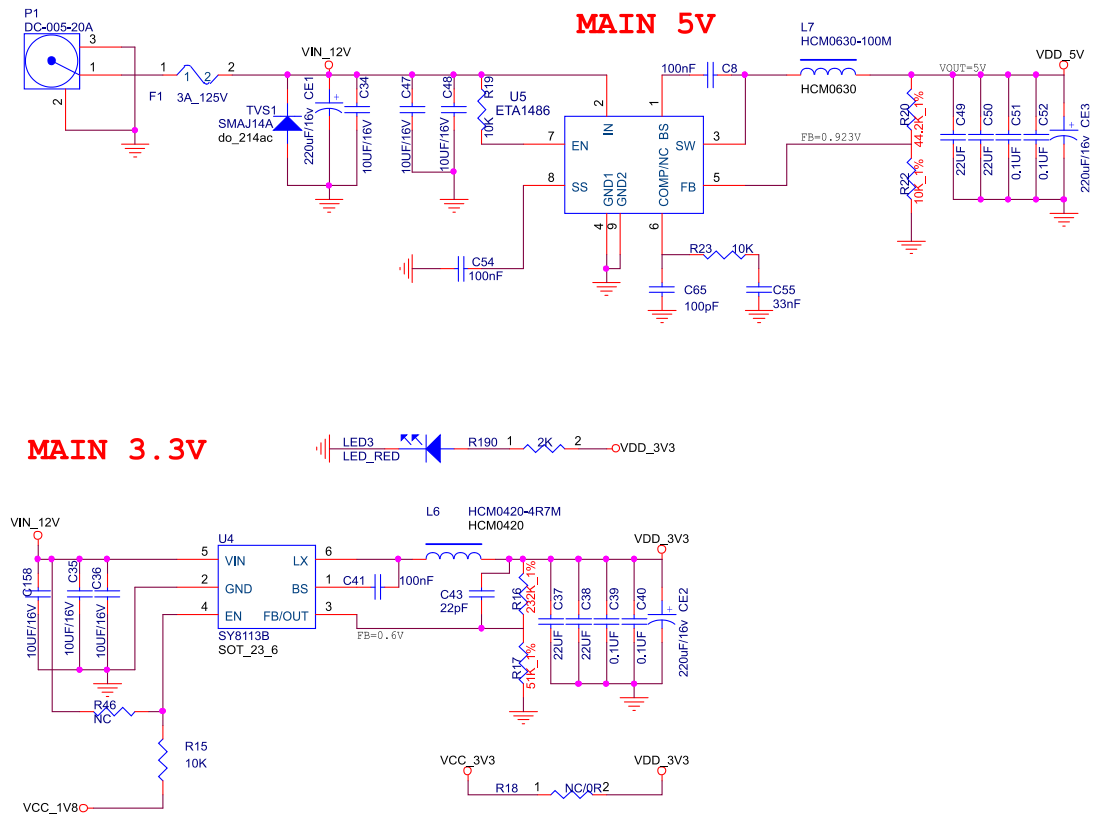 MAIN 5V
P1
DC-005-20A
3
1
2
1
1
2
2
F1
3A_125V
VIN_12V
TVS1
SMAJ14A
do_214ac
CE1
220uF/16v
+
C34
10UF/16V
C47
10UF/16V
C48
10UF/16V
R19
10K
U5
ETA1486
2
1
IN
BS
7
EN
SW
3
8
SS
FB
5
GND1
GND2
COMP/NC
4
9
6
C54
100nF
100nF
C8
L7
HCM0630-100M
HCM0630
VOUT=5V
VDD_5V
FB=0.923V
R20
44.2K_1%
R22
10K_1%
C49
22UF
C50
22UF
C51
0.1UF
C52
0.1UF
CE3
+
220uF/16v
R23
10K
C65
100pF
C55
33nF
MAIN 3.3V
LED3
LED_RED
R190
1
2K
2
VDD_3V3
VIN_12V
C158
10UF/16V
C35
10UF/16V
C36
10UF/16V
U4
5
VIN
LX
6
2
GND
BS
1
4
EN
FB/OUT
3
SY8113B
SOT_23_6
C41
100nF
L6
HCM0420-4R7M
HCM0420
C43
22pF
FB=0.6V
R16
232K_1%
R17
51K_1%
C37
22UF
C38
22UF
C39
0.1UF
C40
0.1UF
VDD_3V3
CE2
+
220uF/16v
R46
NC
R15
10K
VCC_1V8
VCC_3V3
VDD_3V3
R18
1
NC/0R
2